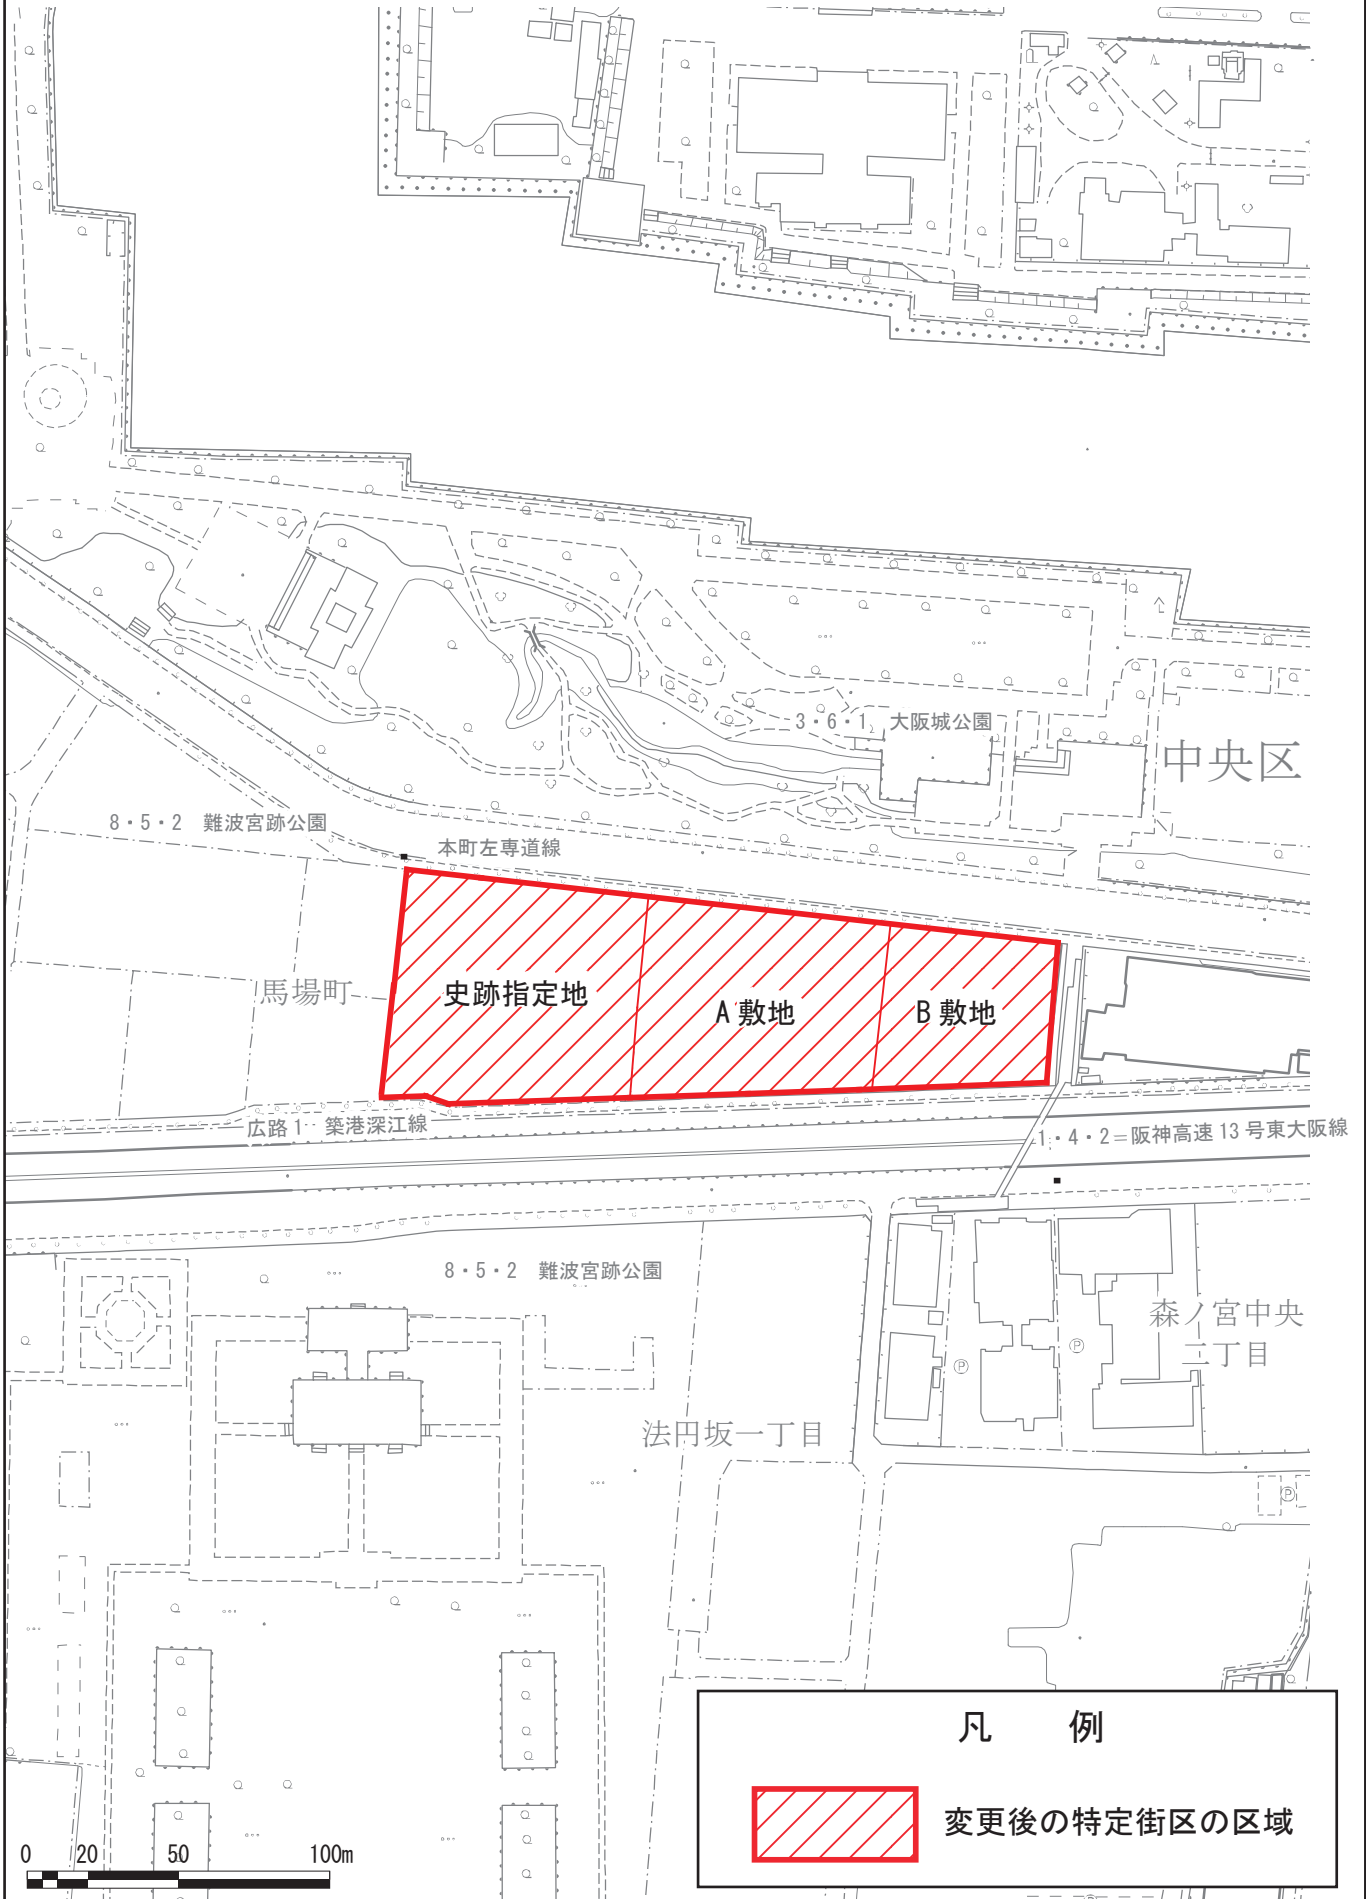 3・6・1 大阪城公園
中央区
8・5・2 難波宮跡公園
本町左専道線
馬場町
史跡指定地
A敷地
B敷地
広路1 築港深江線
1・4・2=阪神高速13号東大阪線
8・5・2 難波宮跡公園
森ノ宮中央
二丁目
P
P
法円坂一丁目
P
凡 例
変更後の特定街区の区域
0 20 50 100m